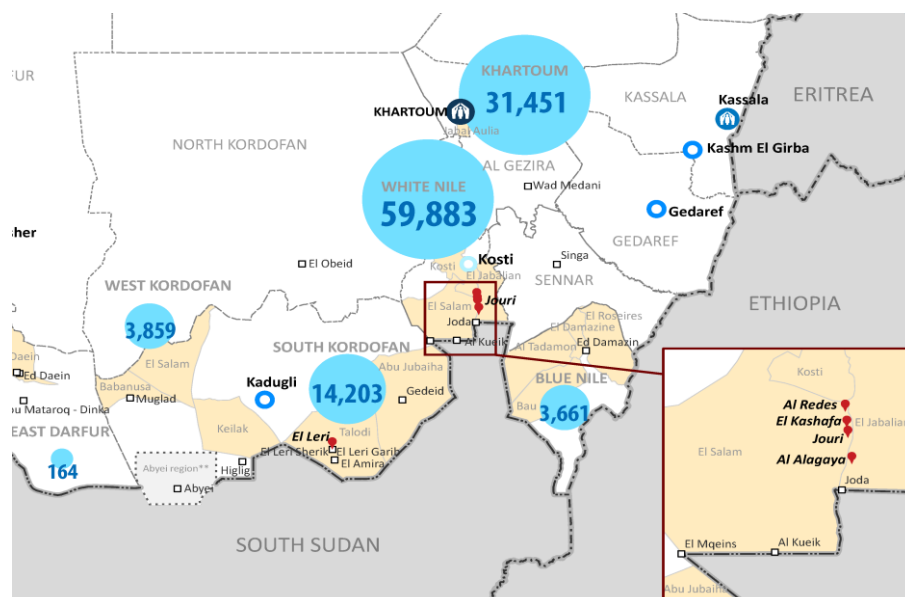 FUR
KHARTOUM
31,451
KHARTOUM
Jabal Aulia
KASSALA
Kassala
ERITREA
NORTH KORDOFAN
Kashm El Girba
AL GEZIRA
WHITE NILE
59,883
Wad Medani
Gedaref
sher
GEDAREF
El Obeid
Kosti
Kosti
El Jabalian
Singa
SENNAR
WEST KORDOFAN
3,859
El Salam
Jouri
Joda
El Roseires
El Damazine
ETHIOPIA
SOUTH KORDOFAN
Al Kueik
Al Tadamon
Ed Damazin
Daein
Ed Daein
El Salam
Babanusa
Muglad
Kadugli
14,203
Abu Jubaiha
Gedeid
BLUE NILE
Bau
3,661
bu Mataroq - Dinka
EAST DARFUR
164
Keilak
El Leri
Talodi
El Leri Sherik
El Leri Garib
El Amira
Abyei region**
Higlig
Abyei
SOUTH SUDAN
Kosti
Al Redes
El Kashafa
El Jabalian
Jouri
El Salam
Al Alagaya
Joda
El Mqeins
Al Kueik
Abu Jubaiha